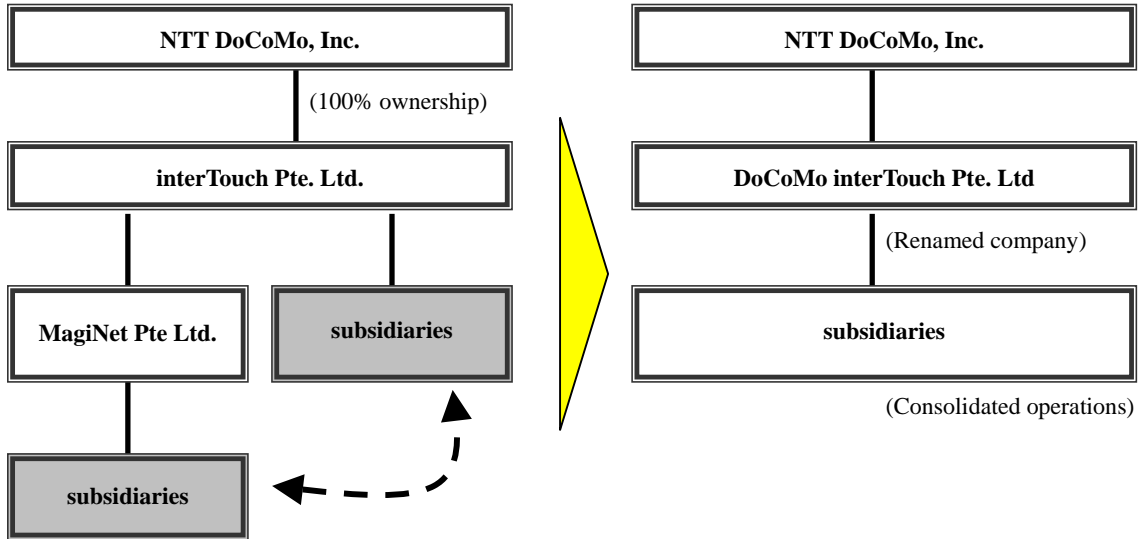 NTT DoCoMo, Inc.
(100% ownership)
interTouch Pte. Ltd.
MagiNet Pte Ltd.
subsidiaries
subsidiaries
NTT DoCoMo, Inc.
DoCoMo interTouch Pte. Ltd
(Renamed company)
subsidiaries
(Consolidated operations)